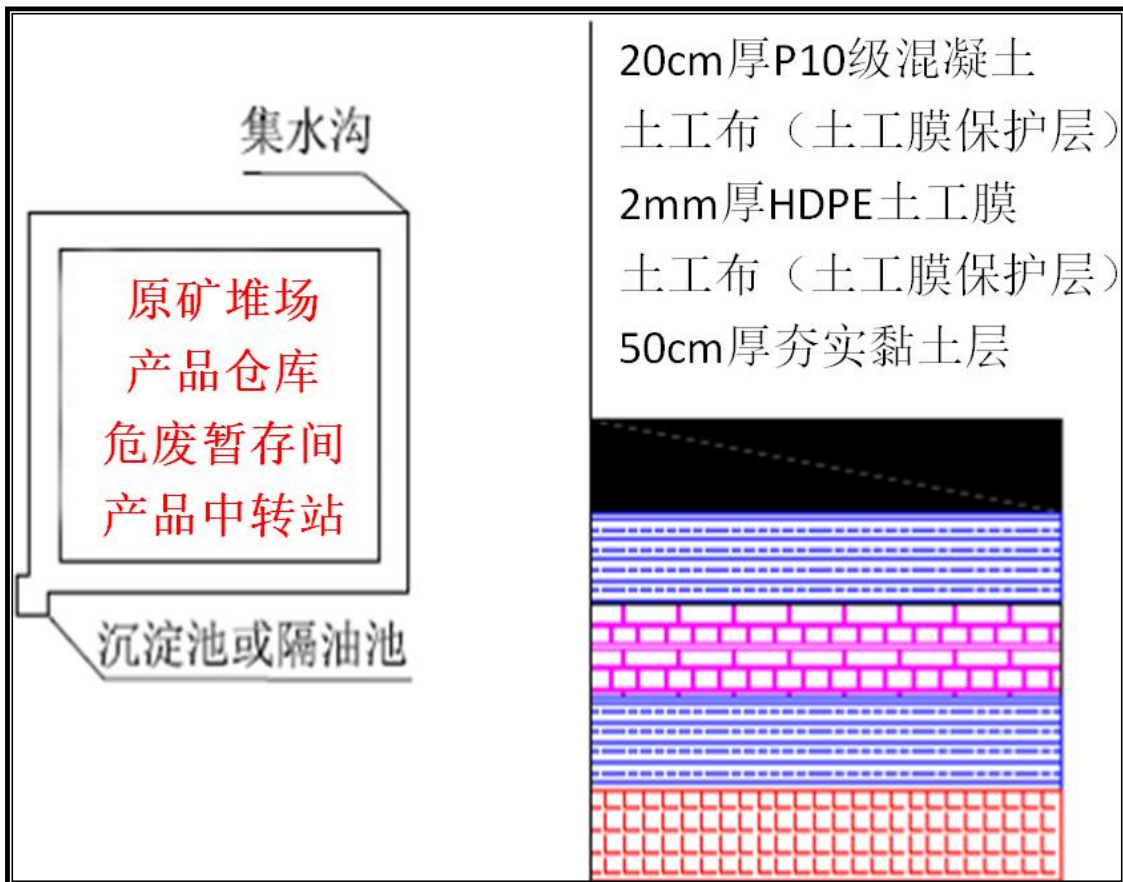 集水沟
原矿堆场
产品仓库
危废暂存间
产品中转站
沉淀池或隔油池
20cm厚P10级混凝土
土工布（土工膜保护层）
2mm厚HDPE土工膜
土工布（土工膜保护层）
50cm厚夯实黏土层